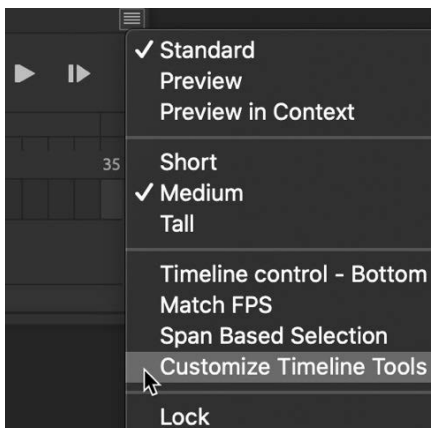 Standard
Preview
Preview in Context
35
Short
Medium
Tall
Timeline control - Bottom
Match FPS
Span Based Selection
Customize Timeline Tools
Lock